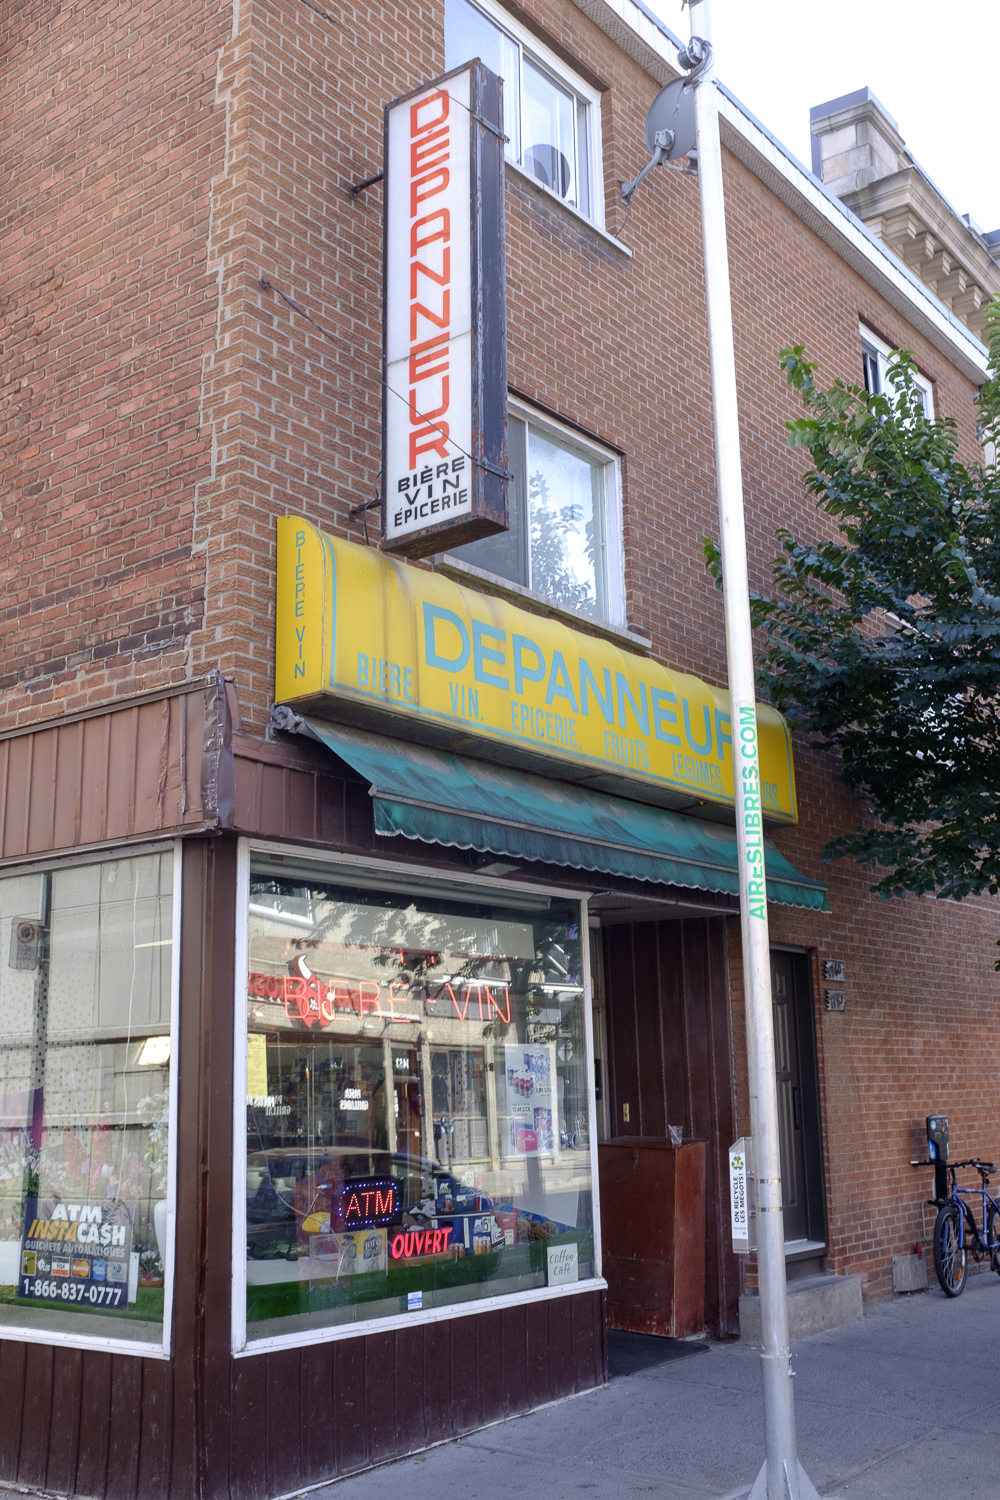 DEPANNEUR
BIÈRE
VIN
ÉPICERIE
BIERE VIN
DEPANNEUR
BIERE. VIN. EPICERIE. FRUITS. LEGUMES.
AIRESLIBRES.COM
BIERE - VIN
ATM
OUVERT
coffee
café
ATM
INSTACASH
GUICHETS AUTOMATIQUES
1-866-837-0777
ON RECYCLE
LES MÉGOTS!